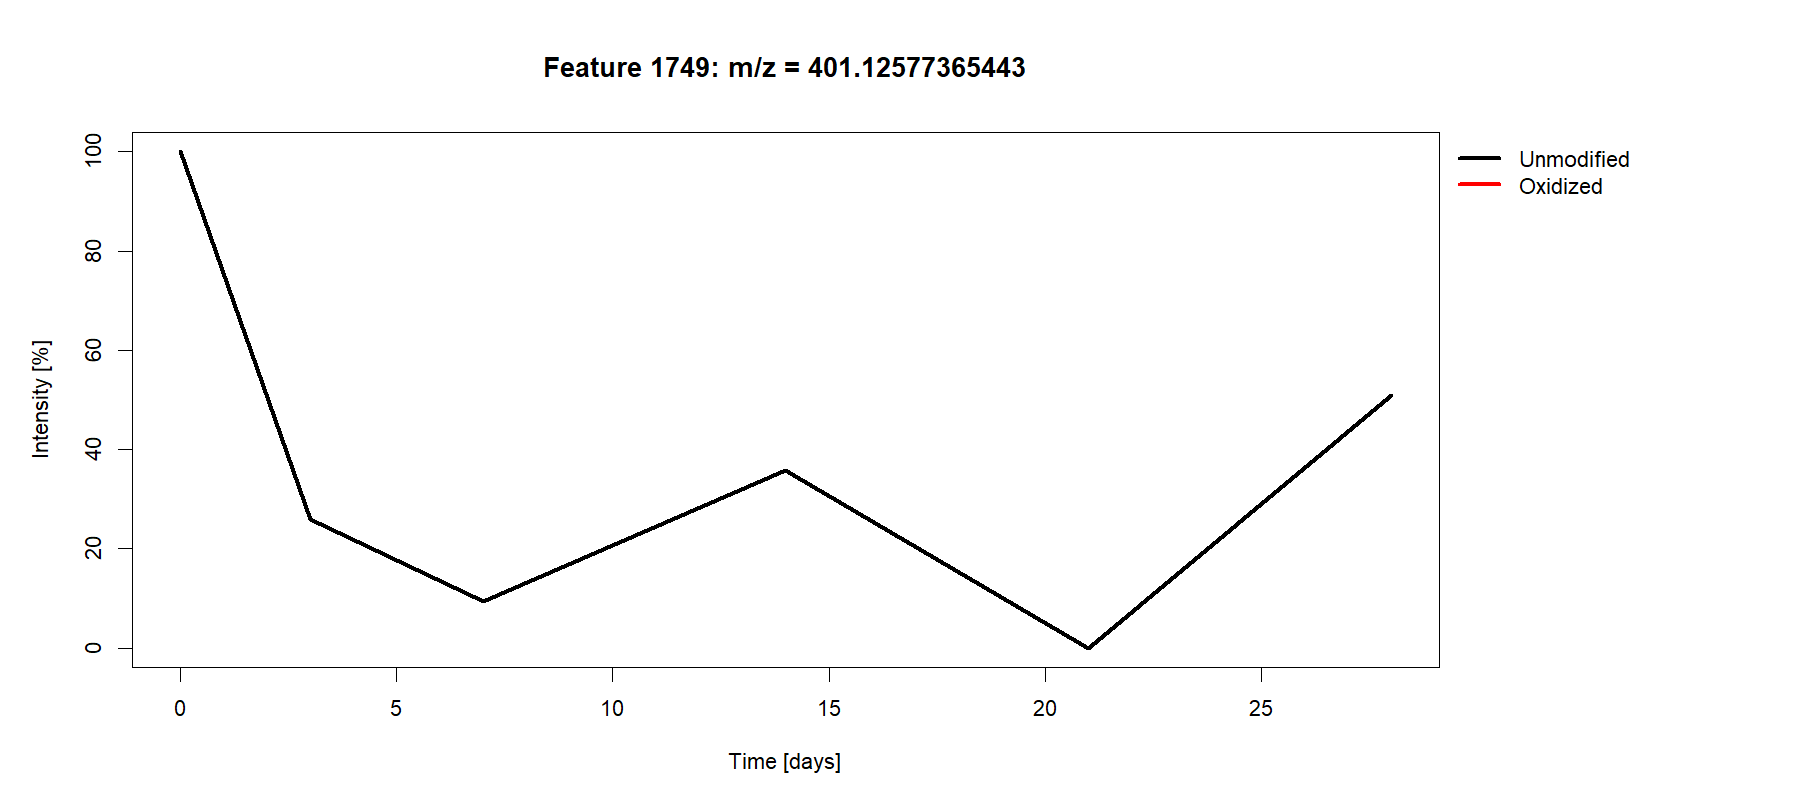 Feature 1749: m/z = 401.12577365443
Unmodified
Oxidized
Intensity [%]
100
80
60
40
20
0
0 5 10 15 20 25
Time [days]